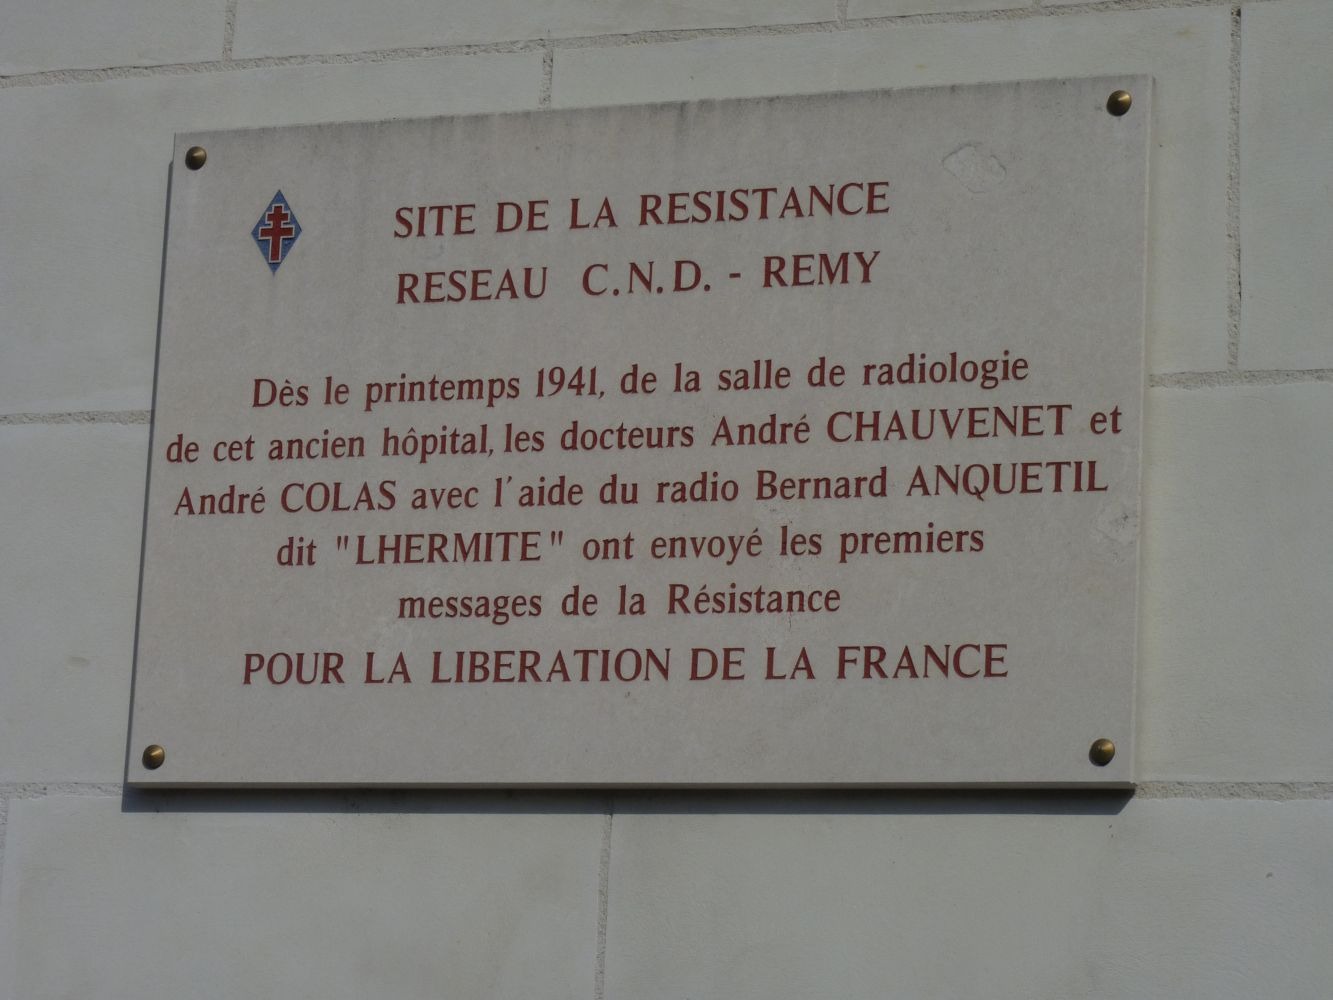 SITE DE LA RESISTANCE
RESEAU C.N.D. - REMY
Dès le printemps 1941, de la salle de radiologie
de cet ancien hôpital, les docteurs André CHAUVENET et
André COLAS avec l'aide du radio Bernard ANQUETIL
dit "LHERMITE" ont envoyé les premiers
messages de la Résistance
POUR LA LIBERATION DE LA FRANCE